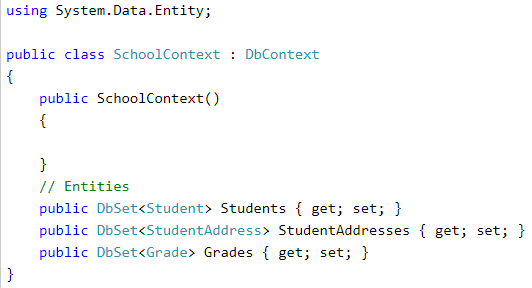 using System.Data.Entity;
public class SchoolContext : DbContext
{
public SchoolContext()
{
}
// Entities
public DbSet<Student> Students { get; set; }
public DbSet<StudentAddress> StudentAddresses { get; set; }
public DbSet<Grade> Grades { get; set; }
}